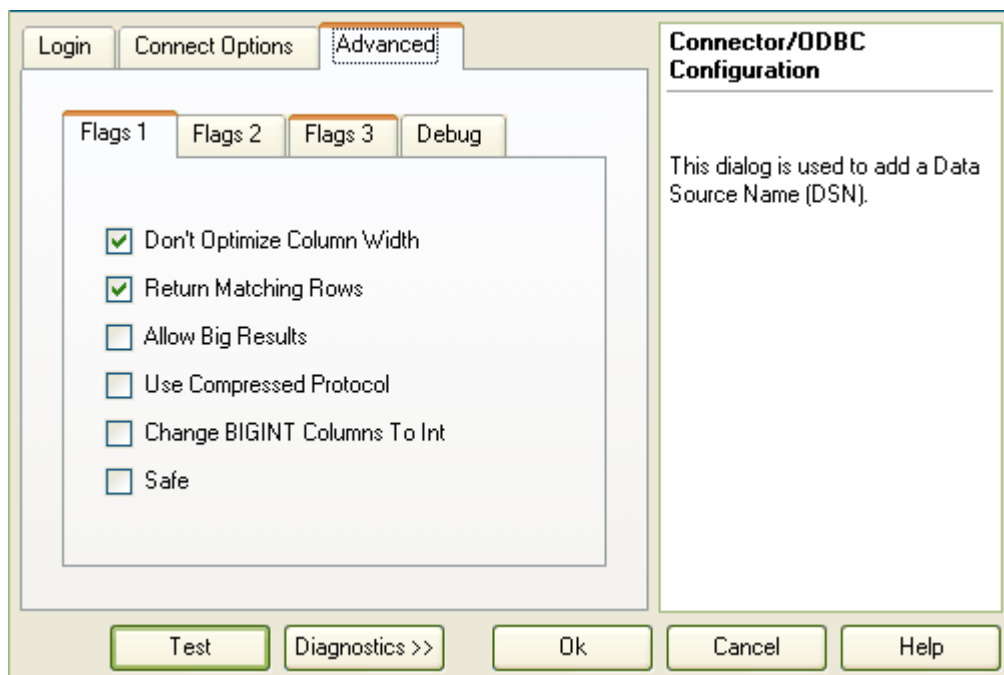 Login
Connect Options
Advanced
Flags 1
Flags 2
Flags 3
Debug
Don't Optimize Column Width
Return Matching Rows
Allow Big Results
Use Compressed Protocol
Change BIGINT Columns To Int
Safe
Connector/ODBC
Configuration
This dialog is used to add a Data
Source Name (DSN).
Test
Diagnostics >>
Ok
Cancel
Help